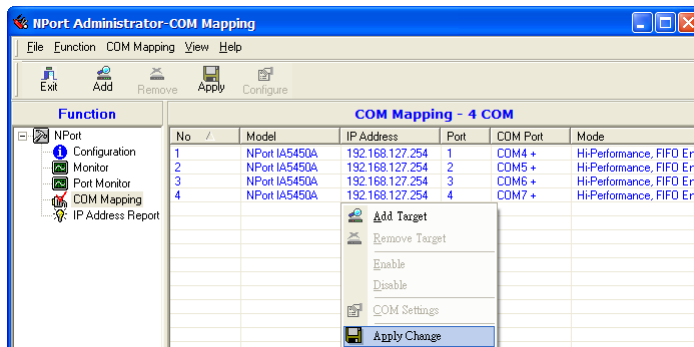 NPort Administrator-COM Mapping
File Function COM Mapping View Help
Exit Add Remove Apply Configure
Function
COM Mapping - 4 COM
NPort
Configuration
Monitor
Port Monitor
COM Mapping
IP Address Report
No Model IP Address Port COM Port Mode
1 NPort IA5450A 192.168.127.254 1 COM4 + Hi-Performance, FIFO En
2 NPort IA5450A 192.168.127.254 2 COM5 + Hi-Performance, FIFO En
3 NPort IA5450A 192.168.127.254 3 COM6 + Hi-Performance, FIFO En
4 NPort IA5450A 192.168.127.254 4 COM7 + Hi-Performance, FIFO En
Add Target
Remove Target
Enable
Disable
COM Settings
Apply Change